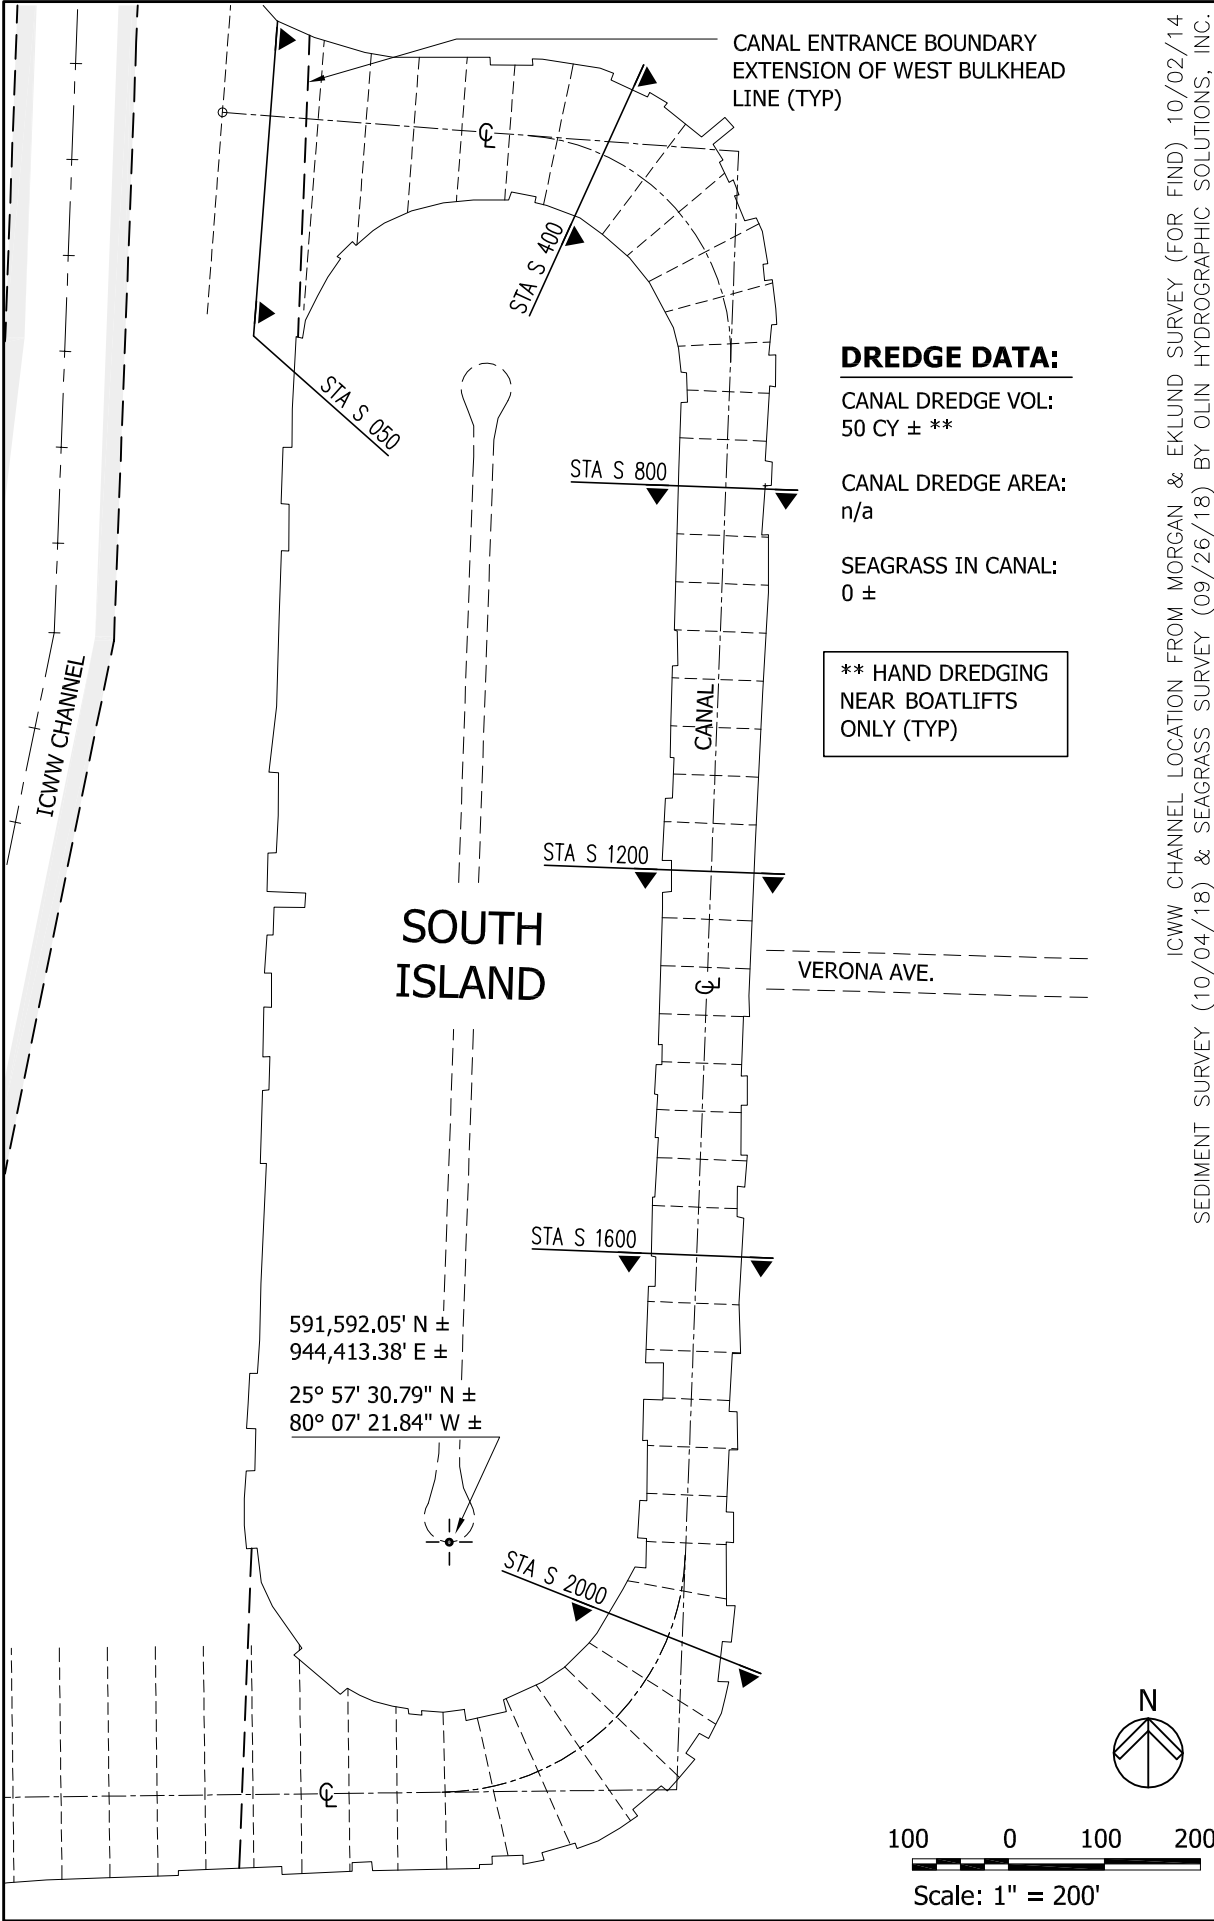 CANAL ENTRANCE BOUNDARY
EXTENSION OF WEST BULKHEAD
LINE (TYP)
℄
STA S 400
STA S 050
DREDGE DATA:
CANAL DREDGE VOL:
50 CY ± **
CANAL DREDGE AREA:
n/a
SEAGRASS IN CANAL:
0 ±
** HAND DREDGING
NEAR BOATLIFTS
ONLY (TYP)
STA S 800
CANAL
ICWW CHANNEL
STA S 1200
SOUTH
ISLAND
VERONA AVE.
℄
STA S 1600
591,592.05' N ±
944,413.38' E ±
25° 57' 30.79" N ±
80° 07' 21.84" W ±
STA S 2000
℄
N
100 0 100 200
Scale: 1" = 200'
ICWW CHANNEL LOCATION FROM MORGAN & EKLUND SURVEY (FOR FIND) 10/02/14
SEDIMENT SURVEY (10/04/18) & SEAGRASS SURVEY (09/26/18) BY OLIN HYDROGRAPHIC SOLUTIONS, INC.